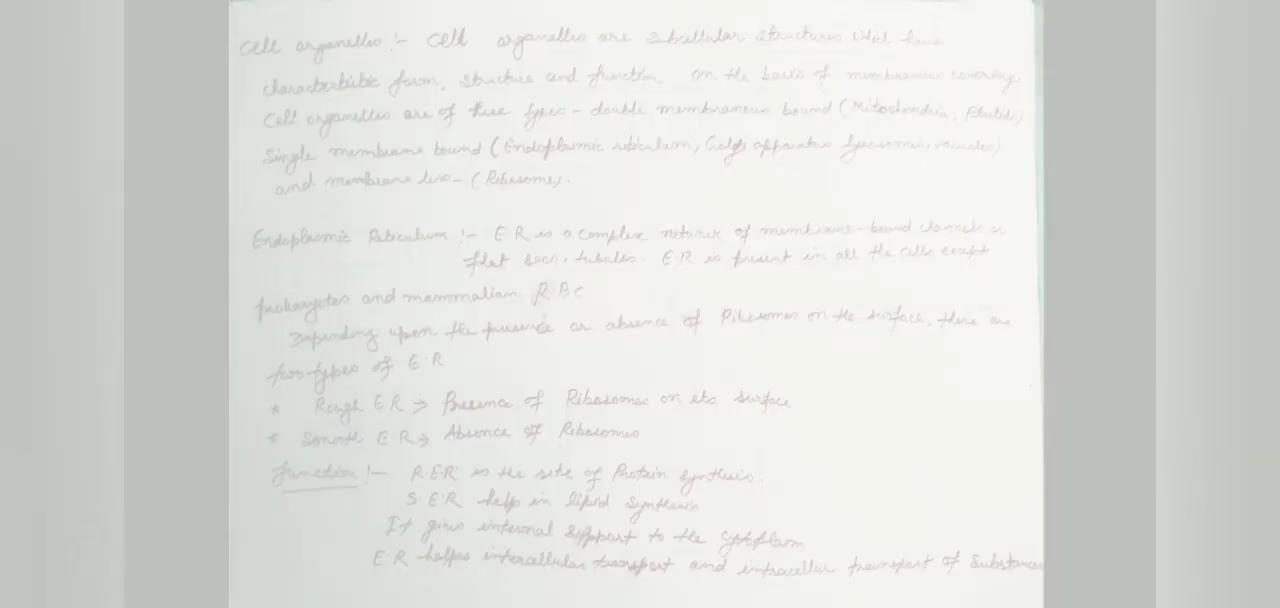 Cell organelles :- Cell organelles are subcellular structures which have
characteristic form, structure and function. On the basis of membranous covering
Cell organelles are of three types - double membranous bound (Mitochondria, Plastids)
Single membrane bound (Endoplasmic reticulum, Golgi apparatus lysosomes, vacuoles)
and membrane less - (Ribosome).
Endoplasmic Reticulum :- E R is a complex network of membrane-bound channels or
flat sacs, tubules. E.R is present in all the cells except
prokaryotes and mammalian R B C
Depending upon the presence or absence of Ribosomes on the surface, there are
two types of E.R
* Rough E R → Presence of Ribosomes on its surface
* Smooth E R → Absence of Ribosomes
function :- R.E.R is the site of Protein synthesis.
S.E.R helps in lipid synthesis
It gives internal support to the cytoplasm
E.R helps intercellular transport and intracellur transport of Substances